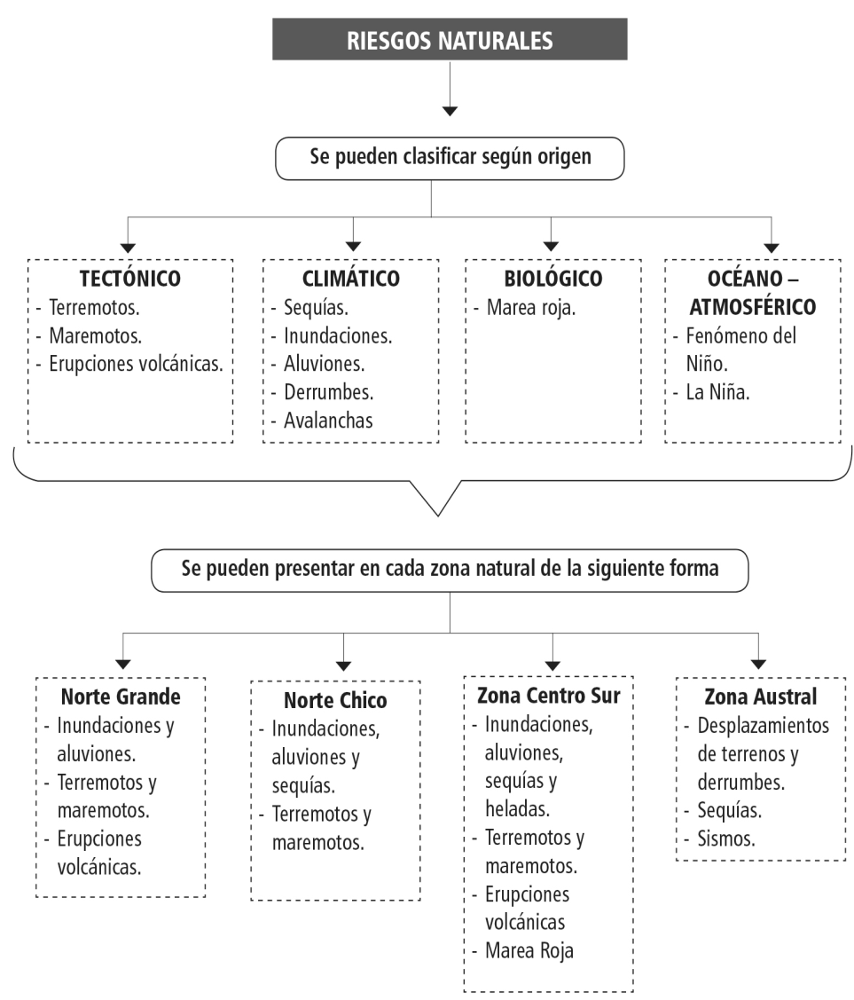 RIESGOS NATURALES
Se pueden clasificar según origen
TECTÓNICO
- Terremotos.
- Maremotos.
- Erupciones volcánicas.
CLIMÁTICO
- Sequías.
- Inundaciones.
- Aluviones.
- Derrumbes.
- Avalanchas
BIOLÓGICO
- Marea roja.
OCÉANO –
ATMOSFÉRICO
- Fenómeno del
Niño.
- La Niña.
Se pueden presentar en cada zona natural de la siguiente forma
Norte Grande
- Inundaciones y
aluviones.
- Terremotos y
maremotos.
- Erupciones
volcánicas.
Norte Chico
- Inundaciones,
aluviones y
sequías.
- Terremotos y
maremotos.
Zona Centro Sur
- Inundaciones,
aluviones,
sequías y
heladas.
- Terremotos y
maremotos.
- Erupciones
volcánicas
- Marea Roja
Zona Austral
- Desplazamientos
de terrenos y
derrumbes.
- Sequías.
- Sismos.